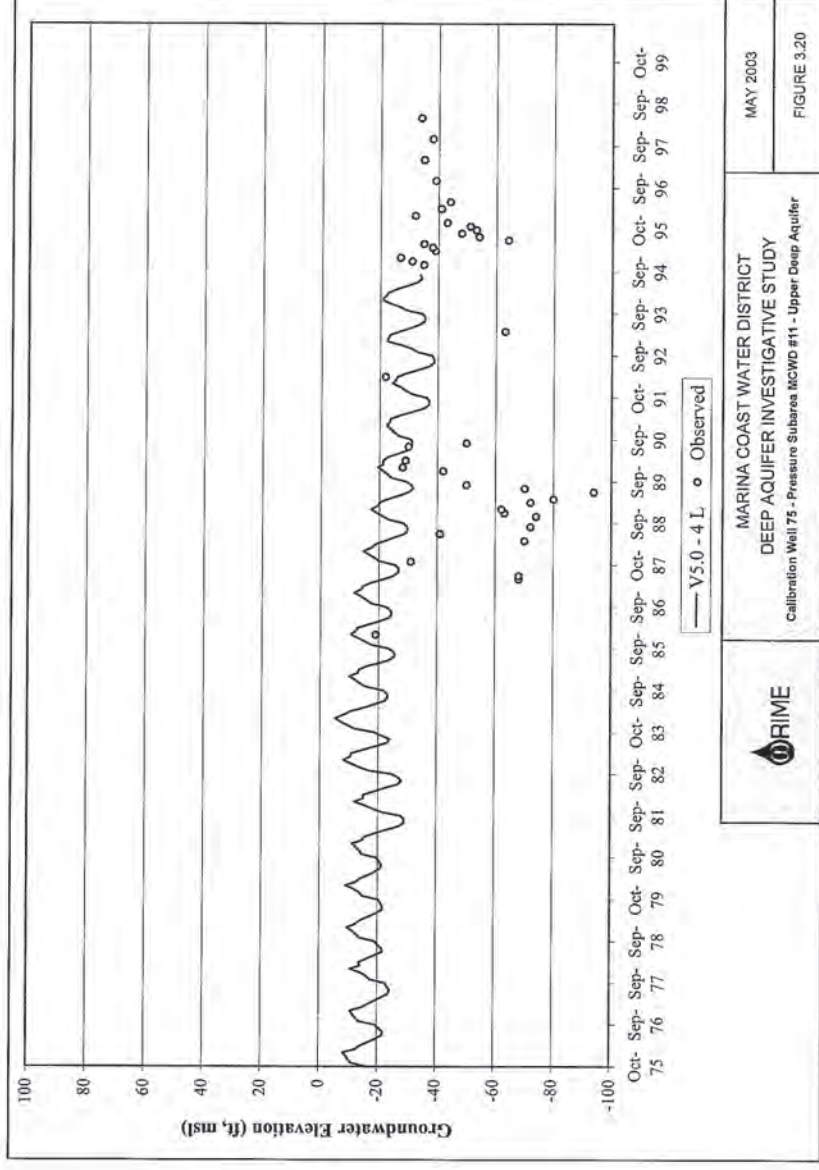 100
80
60
40
20
0
-20
-40
-60
-80
-100
Groundwater Elevation (ft, msl)
Oct- Sep- Sep- Sep- Oct- Sep- Sep- Sep- Oct- Sep- Sep- Sep- Oct- Sep- Sep- Sep- Oct- Sep- Sep- Sep- Oct- Sep- Sep- Sep- Oct-
75 76 77 78 79 80 81 82 83 84 85 86 87 88 89 90 91 92 93 94 95 96 97 98 99
V5.0 - 4 L Observed
RIME
MARINA COAST WATER DISTRICT
DEEP AQUIFER INVESTIGATIVE STUDY
Calibration Well 75 - Pressure Subarea MCWD #11 - Upper Deep Aquifer
MAY 2003
FIGURE 3.20